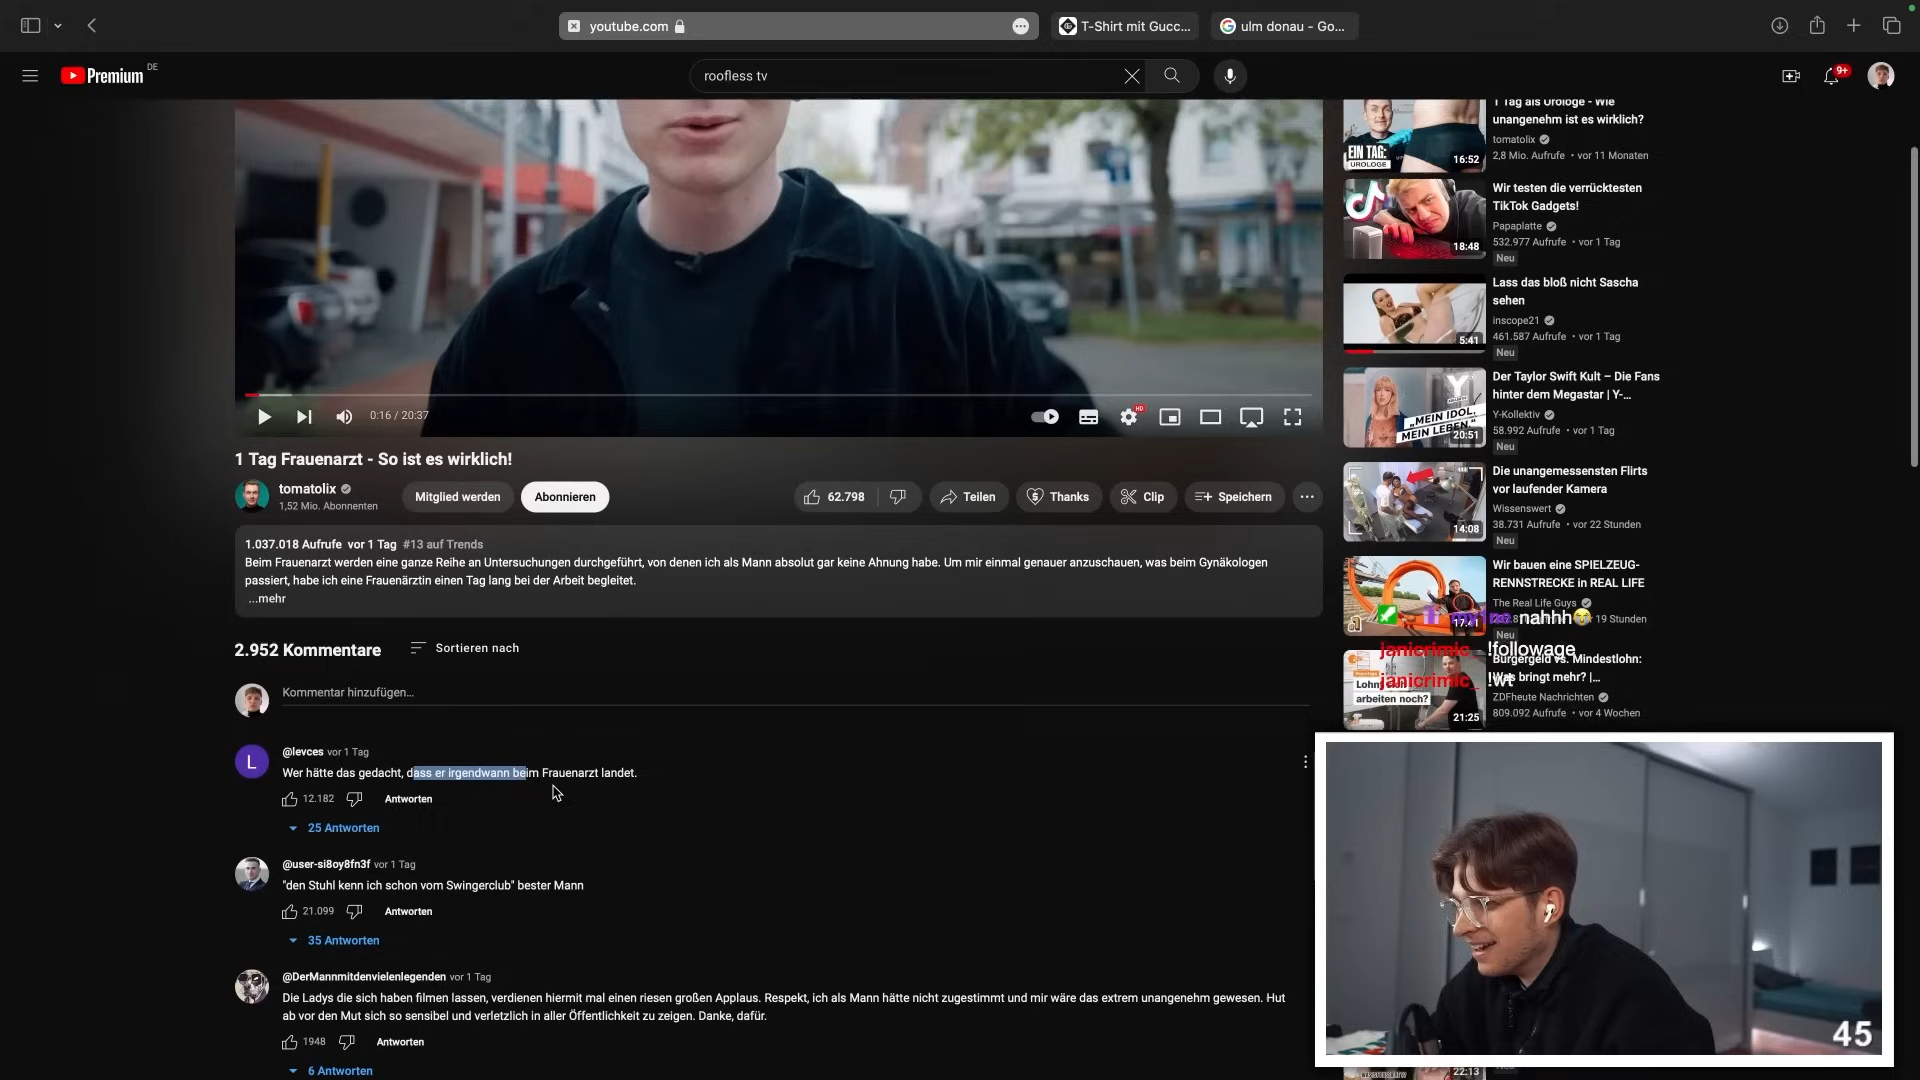 youtube.com
T-Shirt mit Gucc...
ulm donau - Go...
Premium DE
roofless tv
9+
0:16 / 20:37
HD
1 Tag Frauenarzt - So ist es wirklich!
tomatolix
1,52 Mio. Abonnenten
Mitglied werden
Abonnieren
62.798
Teilen
Thanks
Clip
Speichern
1.037.018 Aufrufe vor 1 Tag #13 auf Trends
Beim Frauenarzt werden eine ganze Reihe an Untersuchungen durchgeführt, von denen ich als Mann absolut gar keine Ahnung habe. Um mir einmal genauer anzuschauen, was beim Gynäkologen
passiert, habe ich eine Frauenärztin einen Tag lang bei der Arbeit begleitet.
...mehr
2.952 Kommentare
Sortieren nach
Kommentar hinzufügen...
L
@levces vor 1 Tag
Wer hätte das gedacht, dass er irgendwann beim Frauenarzt landet.
12.182
Antworten
25 Antworten
@user-si8oy8fn3f vor 1 Tag
"den Stuhl kenn ich schon vom Swingerclub" bester Mann
21.099
Antworten
35 Antworten
@DerMannmitdenvielenlegenden vor 1 Tag
Die Ladys die sich haben filmen lassen, verdienen hiermit mal einen riesen großen Applaus. Respekt, ich als Mann hätte nicht zugestimmt und mir wäre das extrem unangenehm gewesen. Hut
ab vor den Mut sich so sensibel und verletzlich in aller Öffentlichkeit zu zeigen. Danke, dafür.
1948
Antworten
6 Antworten
1 Tag als Urologe - Wie
unangenehm ist es wirklich?
tomatolix
2,8 Mio. Aufrufe • vor 11 Monaten
EIN TAG:
UROLOGE
16:52
Wir testen die verrücktesten
TikTok Gadgets!
Papaplatte
532.977 Aufrufe • vor 1 Tag
Neu
18:48
Lass das bloß nicht Sascha
sehen
inscope21
461.587 Aufrufe • vor 1 Tag
Neu
5:41
Der Taylor Swift Kult – Die Fans
hinter dem Megastar | Y-...
Y-Kollektiv
58.992 Aufrufe • vor 1 Tag
Neu
Y
„MEIN IDOL,
MEIN LEBEN"
20:51
Die unangemessensten Flirts
vor laufender Kamera
Wissenswert
38.731 Aufrufe • vor 22 Stunden
Neu
14:08
Wir bauen eine SPIELZEUG-
RENNSTRECKE in REAL LIFE
The Real Life Guys
19 Stunden
Neu
nahhh😭
janicrimic_ !followage
janicrimic_ !wt
Bürgergeld vs. Mindestlohn:
Was bringt mehr? |...
ZDFheute Nachrichten
809.092 Aufrufe • vor 4 Wochen
arbeiten noch?
21:25
45
22:13